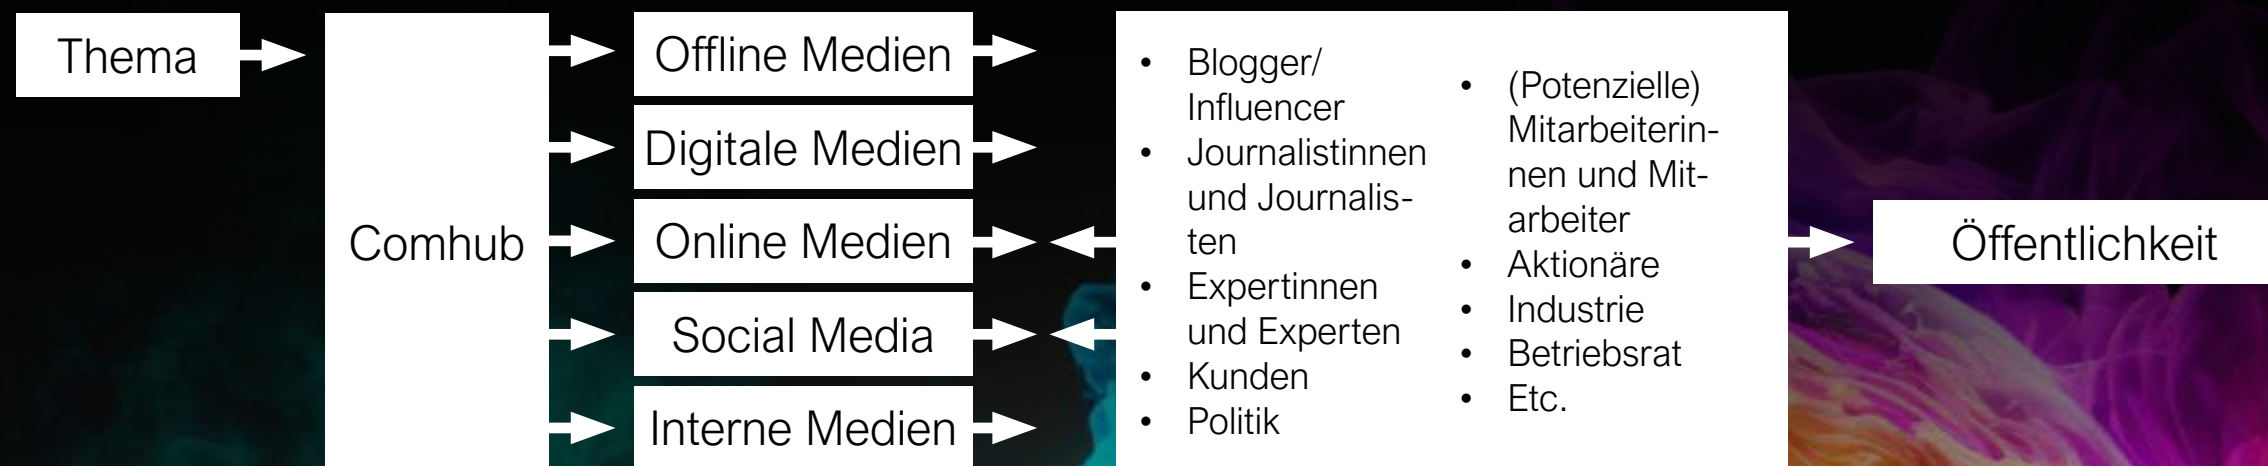 Thema
Comhub
Offline Medien
Digitale Medien
Online Medien
Social Media
Interne Medien
• Blogger/
Influencer
• Journalistinnen
und Journalis-
ten
• Expertinnen
und Experten
• Kunden
• Politik
• (Potenzielle)
Mitarbeiterin-
nen und Mit-
arbeiter
• Aktionäre
• Industrie
• Betriebsrat
• Etc.
Öffentlichkeit